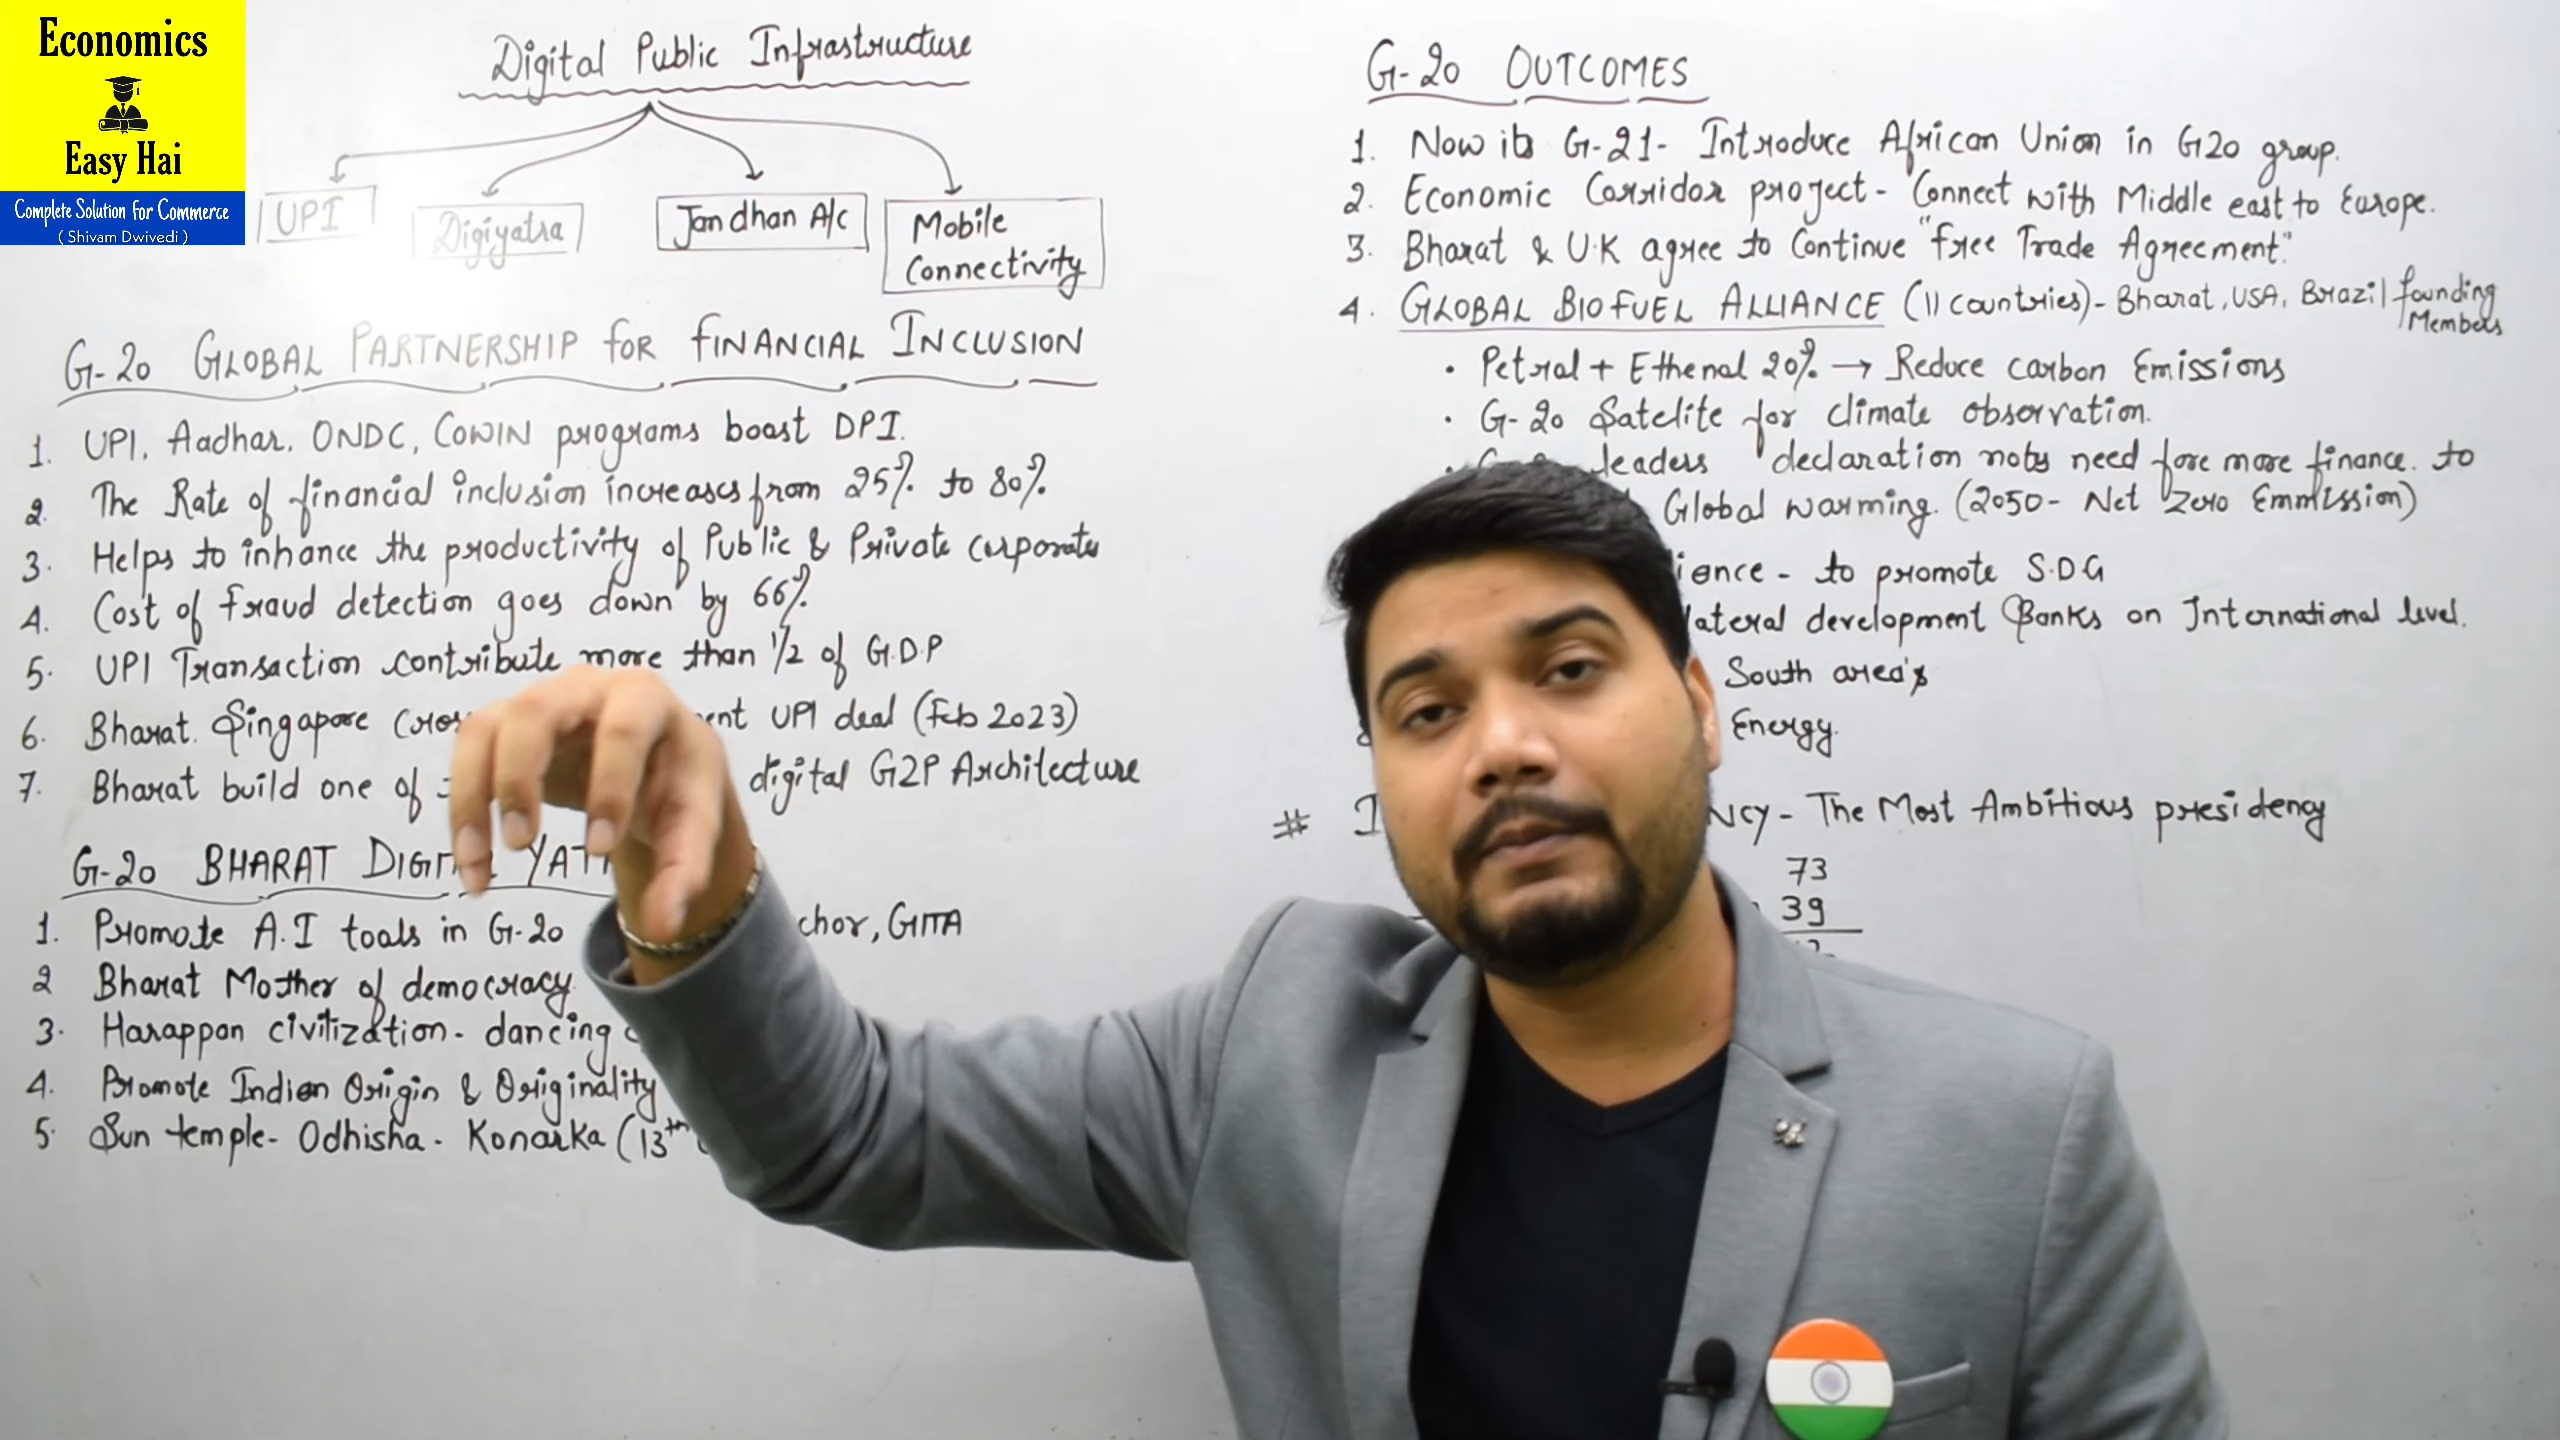 Economics
Easy Hai
Complete Solution for Commerce
( Shivam Dwivedi )
Digital Public Infrastructure
UPI
Digiyatra
Jandhan A/c
Mobile
Connectivity
G-20 GLOBAL PARTNERSHIP FOR FINANCIAL INCLUSION
1. UPI, Aadhar, ONDC, COWIN programs boost DPI.
2. The Rate of financial inclusion increases from 25% to 80%
3. Helps to inhance the productivity of Public & Private corporates
4. Cost of fraud detection goes down by 66%
5. UPI Transaction contribute more than 1/2 of G.D.P
6. Bharat. Singapore UPI deal (Feb 2023)
7. Bharat build one of digital G2P Architecture
G-20 BHARAT
1. Promote A.I tools in G-20 GITA
2 Bharat Mother of democracy
3. Harappan civilization - dancing
4. Promote Indian Origin & Originality
5. Sun temple - Odhisha - Konarka (13th
G-20 OUTCOMES
1. Now its G-21 - Introduce African Union in G20 group.
2. Economic Corridor project - Connect with Middle east to Europe.
3. Bharat & U.K agree to Continue "Free Trade Agreement."
4. GLOBAL BIOFUEL ALLIANCE (11 countries) - Bharat, USA, Brazil founding Members
• Petrol + Ethenol 20% → Reduce carbon Emissions
• G-20 Satelite for climate observation.
• leaders declaration nots need fore more finance. to
Global warming. (2050 - Net Zero Emmission)
- to promote S.D.G
development Banks on International level.
South area's
Energy.
# - The Most Ambitious presidency
73
39